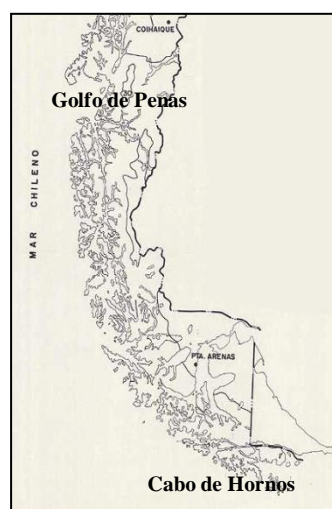 COIHAIQUE
Golfo de Penas
MAR CHILENO
PTA. ARENAS
Cabo de Hornos